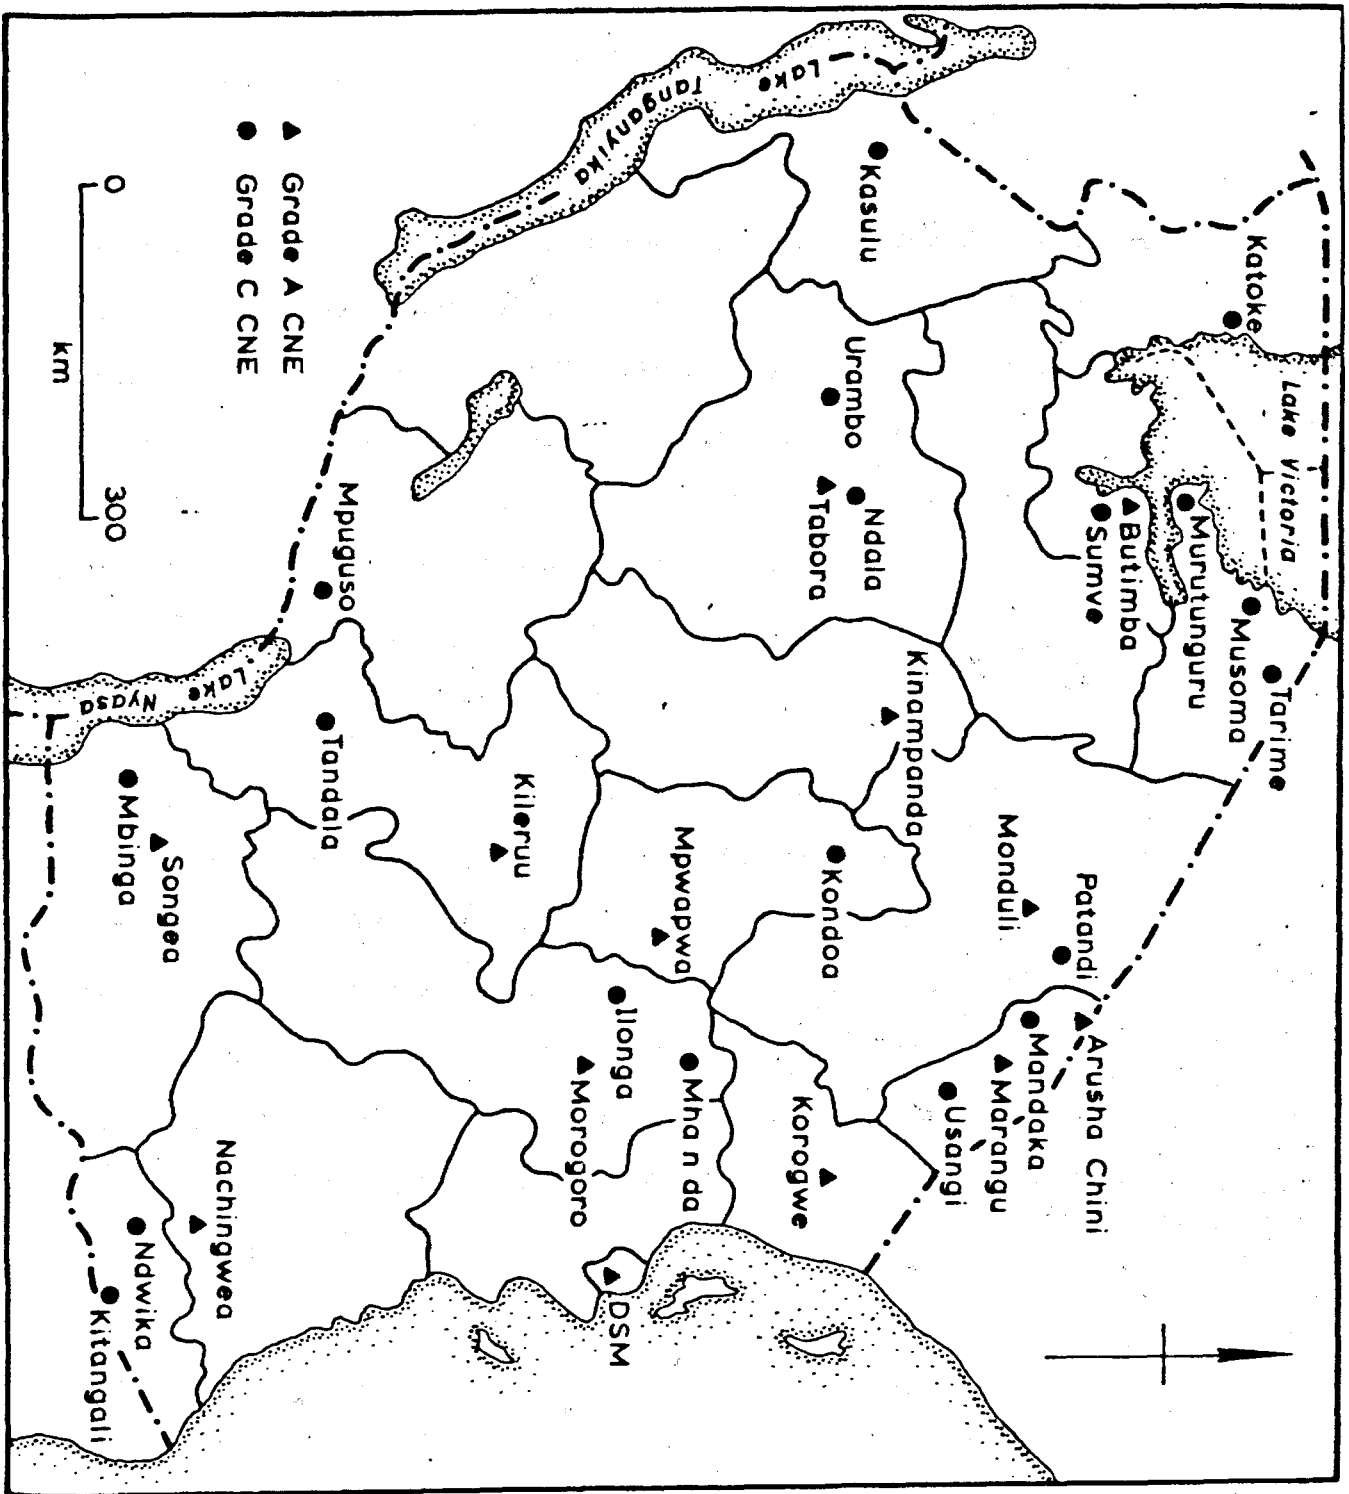 Katoke
Lake Victoria
Tarime
Musoma
Murutunguru
Butimba
Sumve
Kasulu
Urambo
Ndala
Tabora
Kinampanda
Monduli
Patandi
Arusha Chini
Mandaka
Marangu
Usangi
Kondoa
Korogwe
Mpwapwa
Mhanda
Ilonga
Morogoro
DSM
Lake
Tanganyika
Kileruu
Mpuguso
Tandala
Lake
Nyasa
Songea
Mbinga
Nachingwea
Ndwika
Kitangali
Grade A CNE
Grade C CNE
0 300
km